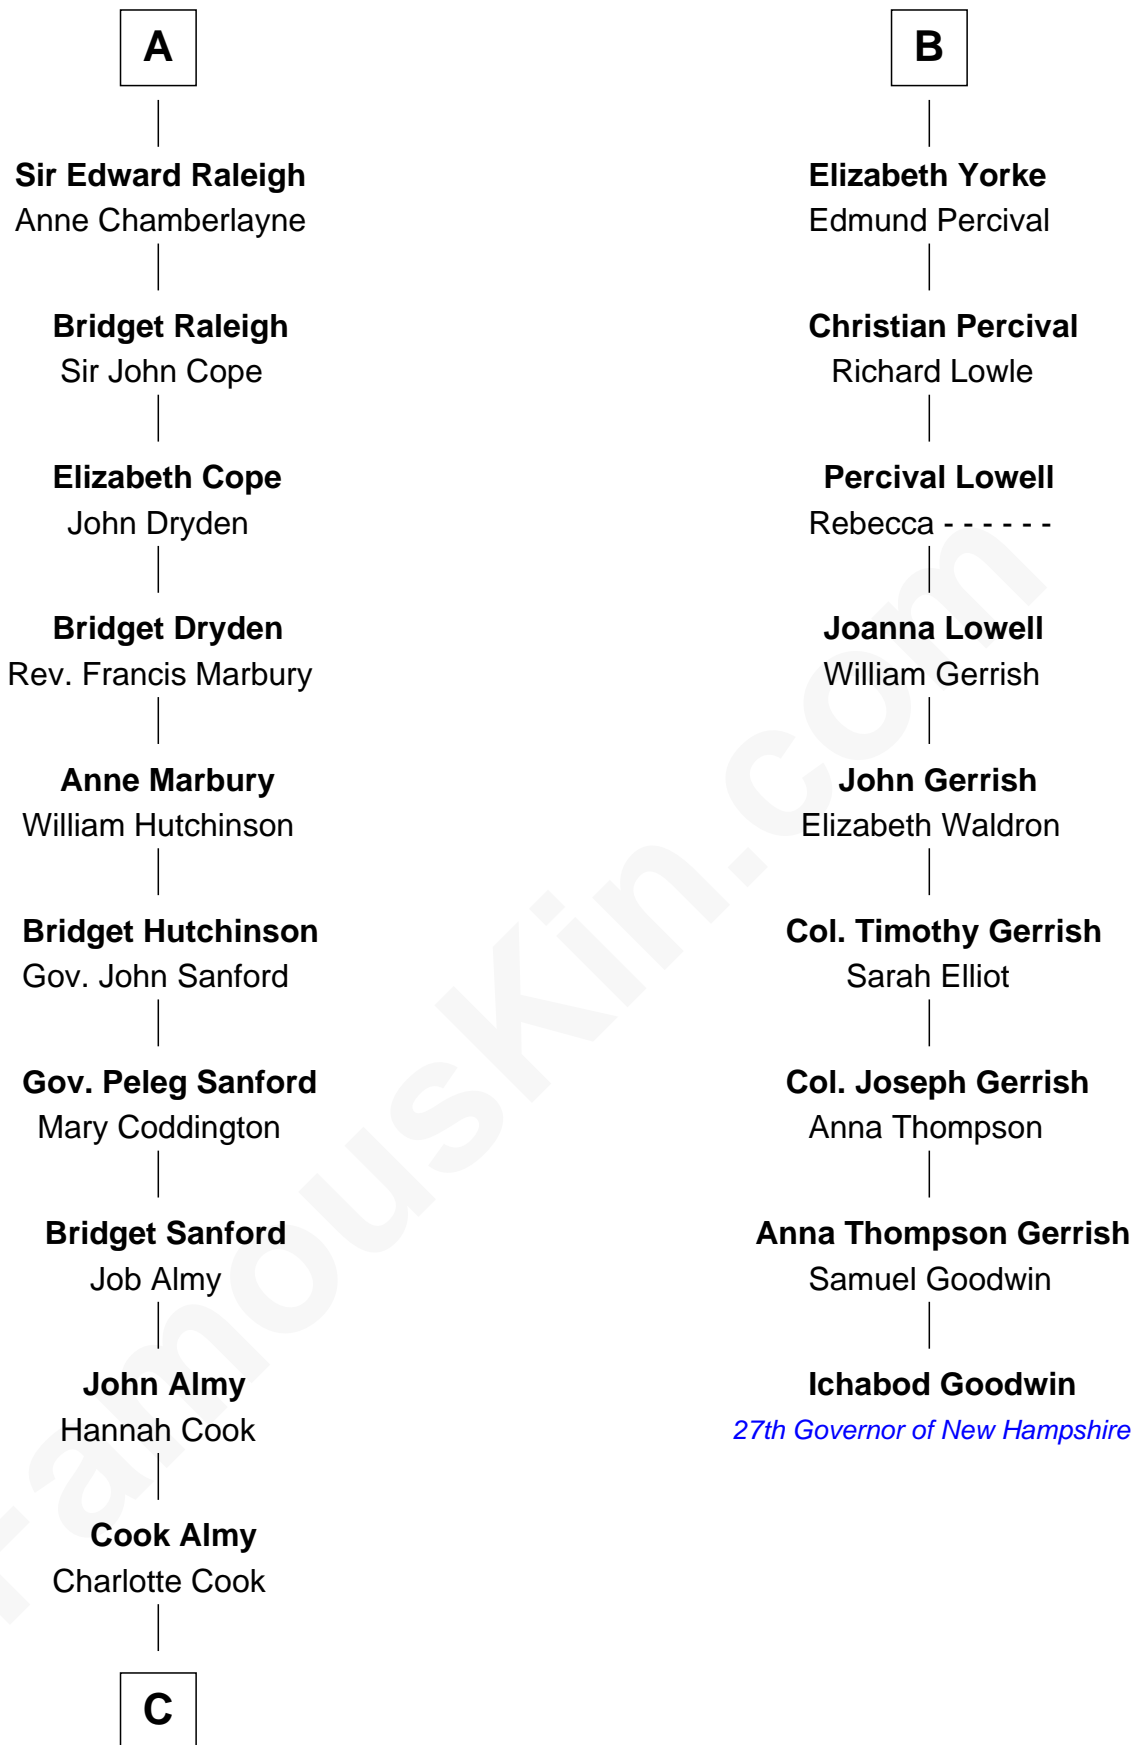 A
Sir Edward Raleigh
Anne Chamberlayne
Bridget Raleigh
Sir John Cope
Elizabeth Cope
John Dryden
Bridget Dryden
Rev. Francis Marbury
Anne Marbury
William Hutchinson
Bridget Hutchinson
Gov. John Sanford
Gov. Peleg Sanford
Mary Coddington
Bridget Sanford
Job Almy
John Almy
Hannah Cook
Cook Almy
Charlotte Cook
C
B
Elizabeth Yorke
Edmund Percival
Christian Percival
Richard Lowle
Percival Lowell
Rebecca - - - - - -
Joanna Lowell
William Gerrish
John Gerrish
Elizabeth Waldron
Col. Timothy Gerrish
Sarah Elliot
Col. Joseph Gerrish
Anna Thompson
Anna Thompson Gerrish
Samuel Goodwin
Ichabod Goodwin
27th Governor of New Hampshire
FamousKin.com